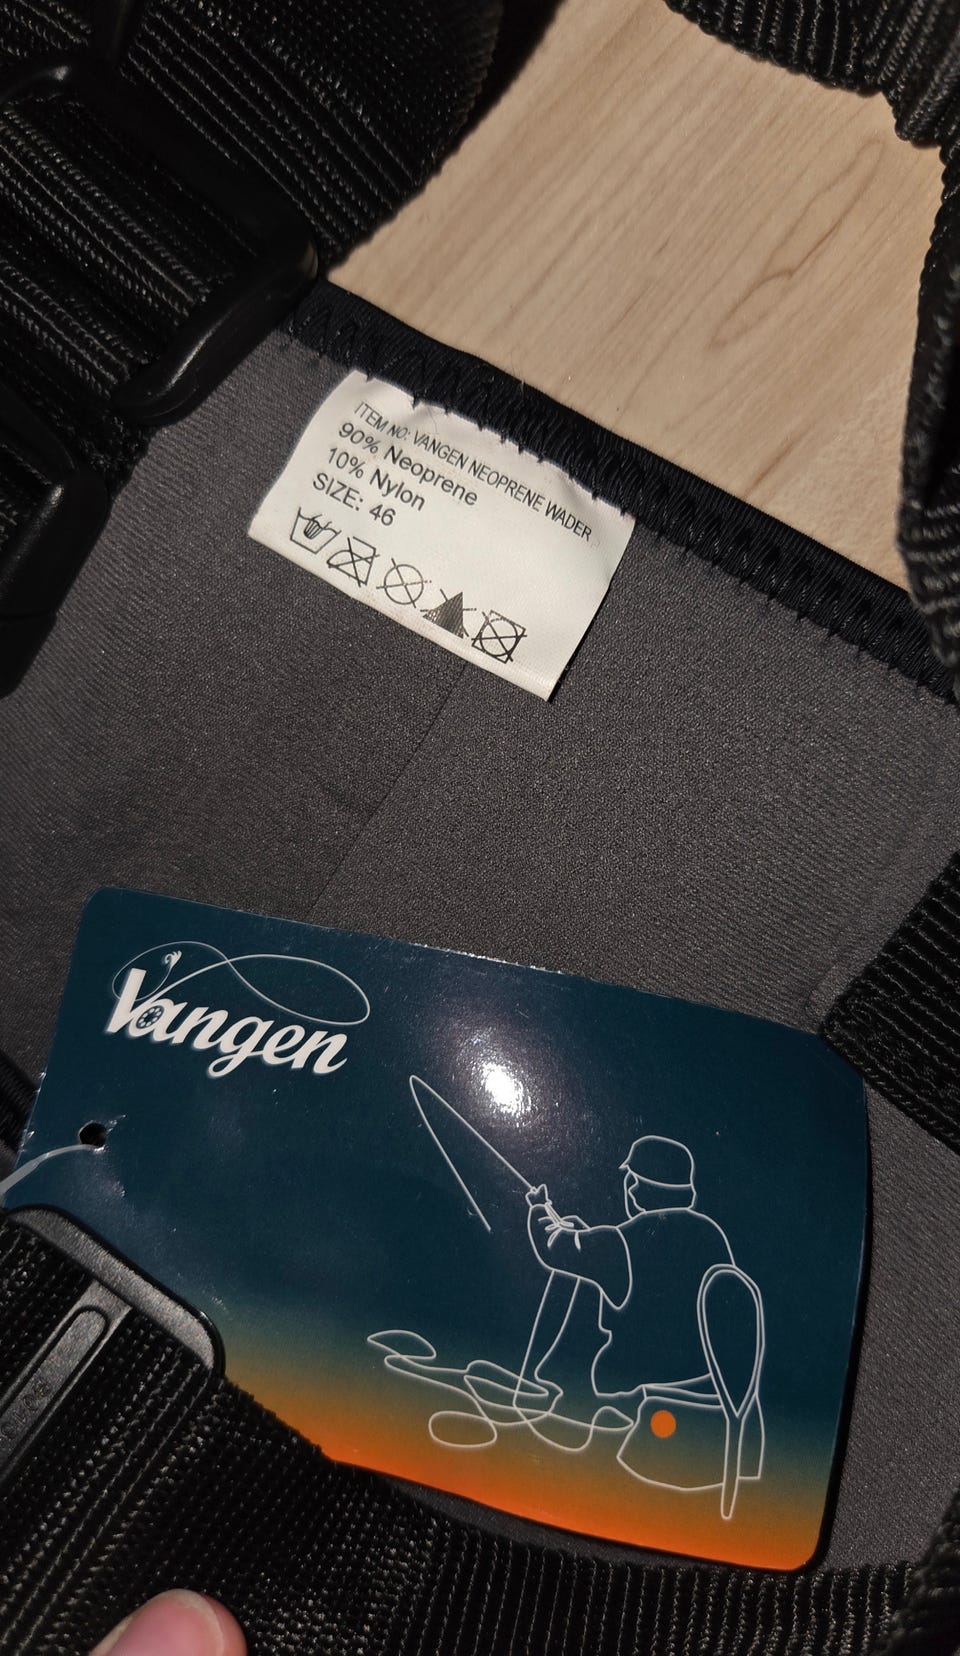 ITEM NO: VANGEN NEOPRENE WADER
90% Neoprene
10% Nylon
SIZE: 46
Vangen